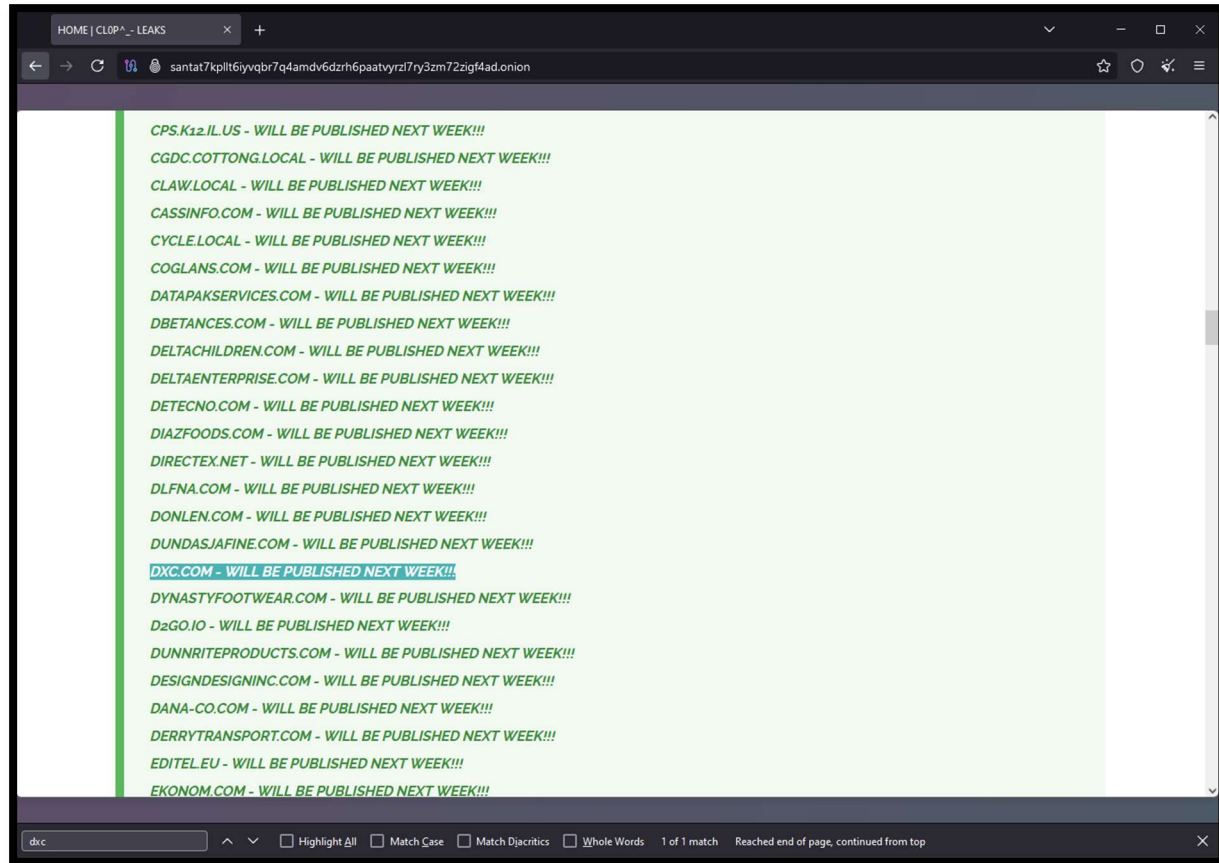 HOME | CL0P^_- LEAKS
santat7kpllt6iyvqbr7q4amdv6dzrh6paatvyrzl7ry3zm72zigf4ad.onion
CPS.K12.IL.US - WILL BE PUBLISHED NEXT WEEK!!!
CGDC.COTTONG.LOCAL - WILL BE PUBLISHED NEXT WEEK!!!
CLAW.LOCAL - WILL BE PUBLISHED NEXT WEEK!!!
CASSINFO.COM - WILL BE PUBLISHED NEXT WEEK!!!
CYCLE.LOCAL - WILL BE PUBLISHED NEXT WEEK!!!
COGLANS.COM - WILL BE PUBLISHED NEXT WEEK!!!
DATAPAKSERVICES.COM - WILL BE PUBLISHED NEXT WEEK!!!
DBETANCES.COM - WILL BE PUBLISHED NEXT WEEK!!!
DELTACHILDREN.COM - WILL BE PUBLISHED NEXT WEEK!!!
DELTAENTERPRISE.COM - WILL BE PUBLISHED NEXT WEEK!!!
DETECNO.COM - WILL BE PUBLISHED NEXT WEEK!!!
DIAZFOODS.COM - WILL BE PUBLISHED NEXT WEEK!!!
DIRECTEX.NET - WILL BE PUBLISHED NEXT WEEK!!!
DLFNA.COM - WILL BE PUBLISHED NEXT WEEK!!!
DONLEN.COM - WILL BE PUBLISHED NEXT WEEK!!!
DUNDASJAFINE.COM - WILL BE PUBLISHED NEXT WEEK!!!
DXC.COM - WILL BE PUBLISHED NEXT WEEK!!!
DYNASTYFOOTWEAR.COM - WILL BE PUBLISHED NEXT WEEK!!!
D2GO.IO - WILL BE PUBLISHED NEXT WEEK!!!
DUNNRITEPRODUCTS.COM - WILL BE PUBLISHED NEXT WEEK!!!
DESIGNDESIGNINC.COM - WILL BE PUBLISHED NEXT WEEK!!!
DANA-CO.COM - WILL BE PUBLISHED NEXT WEEK!!!
DERRYTRANSPORT.COM - WILL BE PUBLISHED NEXT WEEK!!!
EDITEL.EU - WILL BE PUBLISHED NEXT WEEK!!!
EKONOM.COM - WILL BE PUBLISHED NEXT WEEK!!!
dxc Highlight All Match Case Match Diacritics Whole Words 1 of 1 match Reached end of page, continued from top